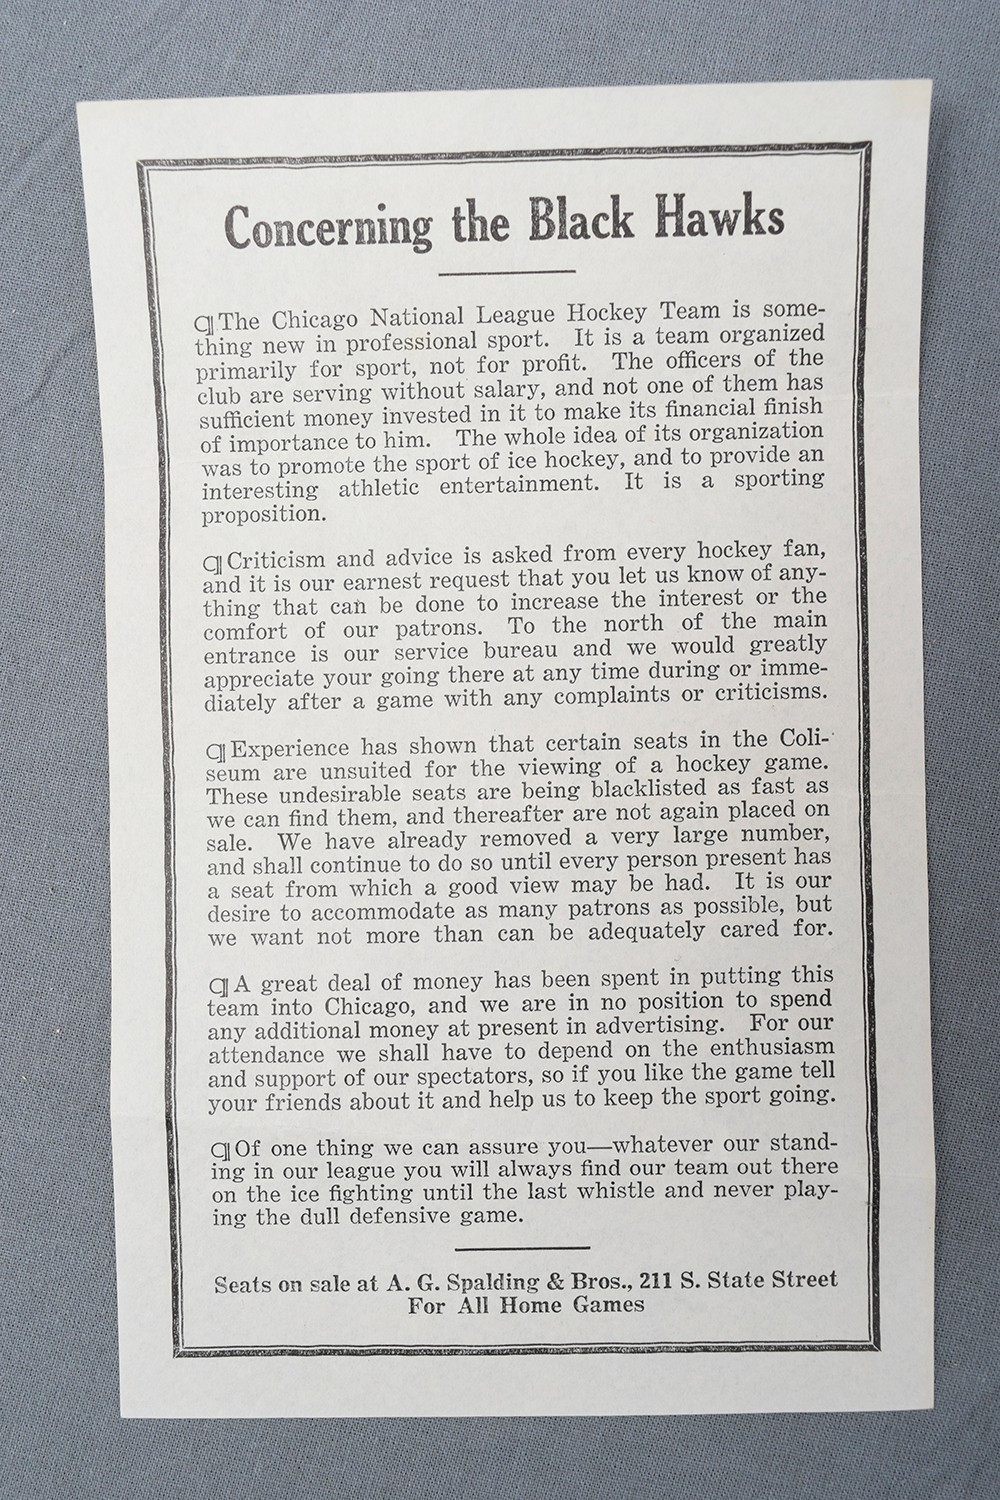 Concerning the Black Hawks
¶ The Chicago National League Hockey Team is some-
thing new in professional sport. It is a team organized
primarily for sport, not for profit. The officers of the
club are serving without salary, and not one of them has
sufficient money invested in it to make its financial finish
of importance to him. The whole idea of its organization
was to promote the sport of ice hockey, and to provide an
interesting athletic entertainment. It is a sporting
proposition.
¶ Criticism and advice is asked from every hockey fan,
and it is our earnest request that you let us know of any-
thing that can be done to increase the interest or the
comfort of our patrons. To the north of the main
entrance is our service bureau and we would greatly
appreciate your going there at any time during or imme-
diately after a game with any complaints or criticisms.
¶ Experience has shown that certain seats in the Coli-
seum are unsuited for the viewing of a hockey game.
These undesirable seats are being blacklisted as fast as
we can find them, and thereafter are not again placed on
sale. We have already removed a very large number,
and shall continue to do so until every person present has
a seat from which a good view may be had. It is our
desire to accommodate as many patrons as possible, but
we want not more than can be adequately cared for.
¶ A great deal of money has been spent in putting this
team into Chicago, and we are in no position to spend
any additional money at present in advertising. For our
attendance we shall have to depend on the enthusiasm
and support of our spectators, so if you like the game tell
your friends about it and help us to keep the sport going.
¶ Of one thing we can assure you—whatever our stand-
ing in our league you will always find our team out there
on the ice fighting until the last whistle and never play-
ing the dull defensive game.
Seats on sale at A. G. Spalding & Bros., 211 S. State Street
For All Home Games